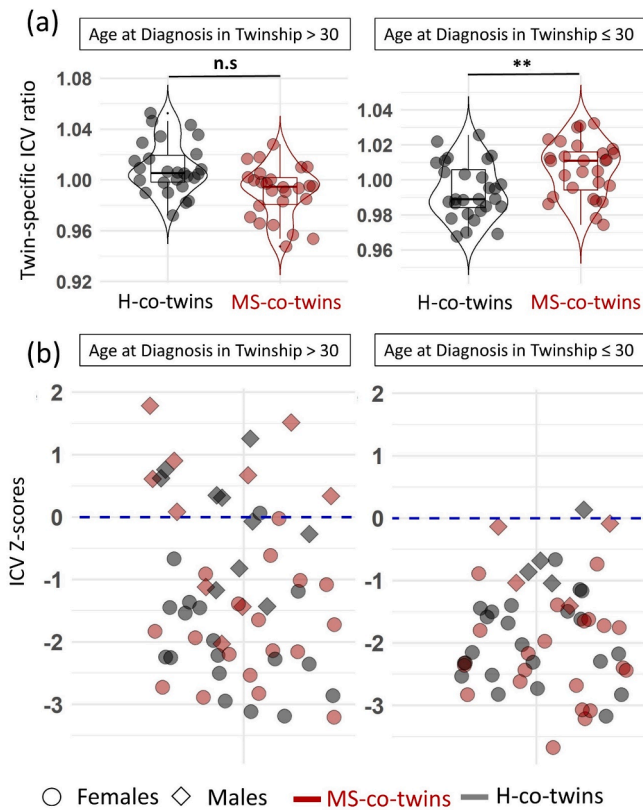 (a)
Age at Diagnosis in Twinship > 30
Age at Diagnosis in Twinship ≤ 30
n.s
**
Twin-specific ICV ratio
1.08
1.04
1.00
0.96
0.92
1.04
1.02
1.00
0.98
0.96
H-co-twins MS-co-twins
H-co-twins MS-co-twins
(b)
Age at Diagnosis in Twinship > 30
Age at Diagnosis in Twinship ≤ 30
ICV Z-scores
2
1
0
-1
-2
-3
2
1
0
-1
-2
-3
Females Males MS-co-twins H-co-twins